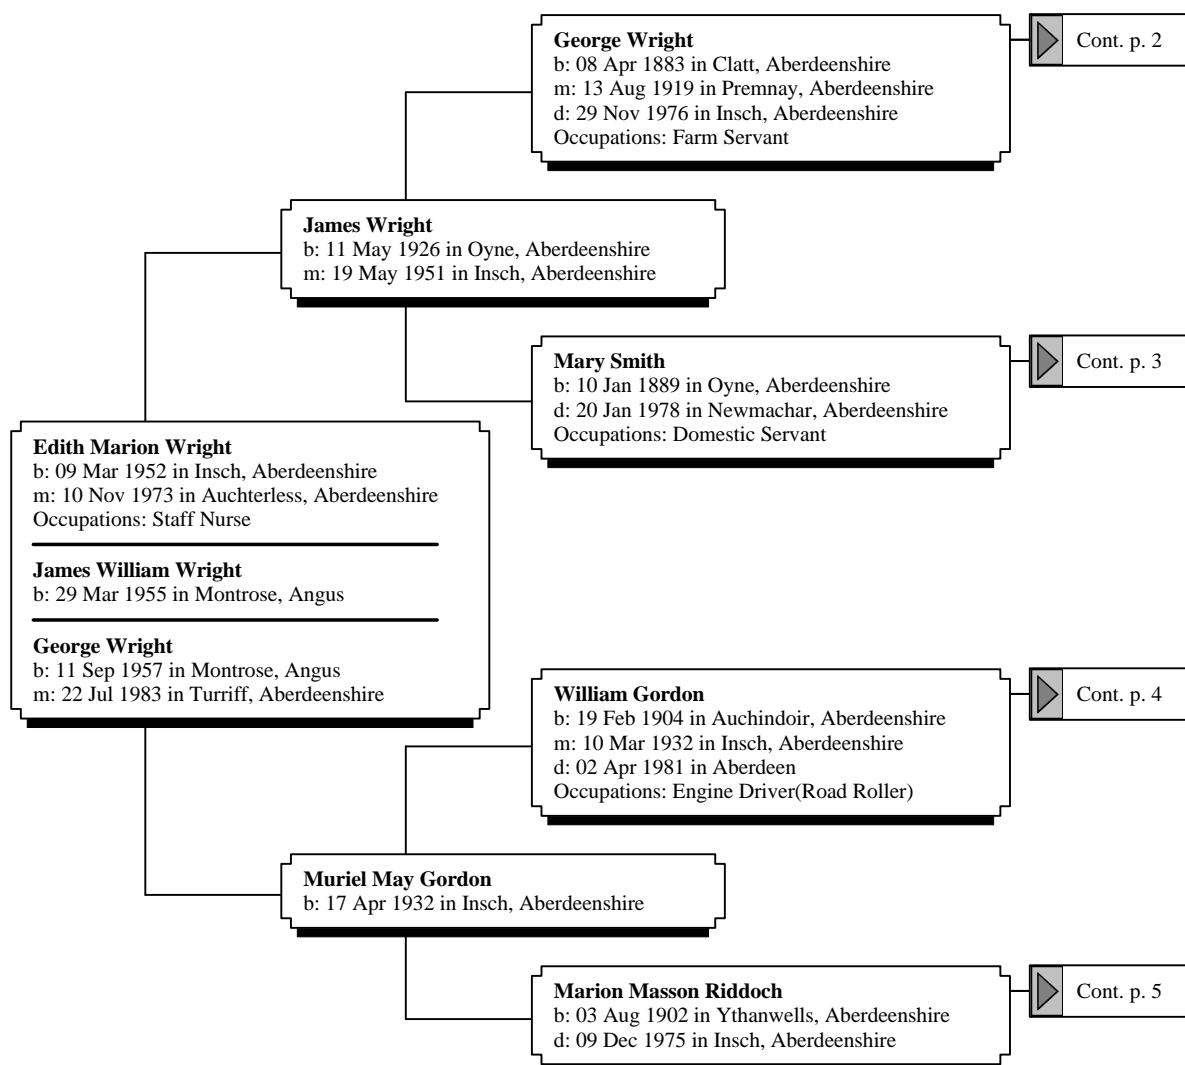 George Wright
b: 08 Apr 1883 in Clatt, Aberdeenshire
m: 13 Aug 1919 in Premnay, Aberdeenshire
d: 29 Nov 1976 in Insch, Aberdeenshire
Occupations: Farm Servant
Cont. p. 2
James Wright
b: 11 May 1926 in Oyne, Aberdeenshire
m: 19 May 1951 in Insch, Aberdeenshire
Mary Smith
b: 10 Jan 1889 in Oyne, Aberdeenshire
d: 20 Jan 1978 in Newmachar, Aberdeenshire
Occupations: Domestic Servant
Cont. p. 3
Edith Marion Wright
b: 09 Mar 1952 in Insch, Aberdeenshire
m: 10 Nov 1973 in Auchterless, Aberdeenshire
Occupations: Staff Nurse
James William Wright
b: 29 Mar 1955 in Montrose, Angus
George Wright
b: 11 Sep 1957 in Montrose, Angus
m: 22 Jul 1983 in Turriff, Aberdeenshire
William Gordon
b: 19 Feb 1904 in Auchindoir, Aberdeenshire
m: 10 Mar 1932 in Insch, Aberdeenshire
d: 02 Apr 1981 in Aberdeen
Occupations: Engine Driver(Road Roller)
Cont. p. 4
Muriel May Gordon
b: 17 Apr 1932 in Insch, Aberdeenshire
Marion Masson Riddoch
b: 03 Aug 1902 in Ythanwells, Aberdeenshire
d: 09 Dec 1975 in Insch, Aberdeenshire
Cont. p. 5